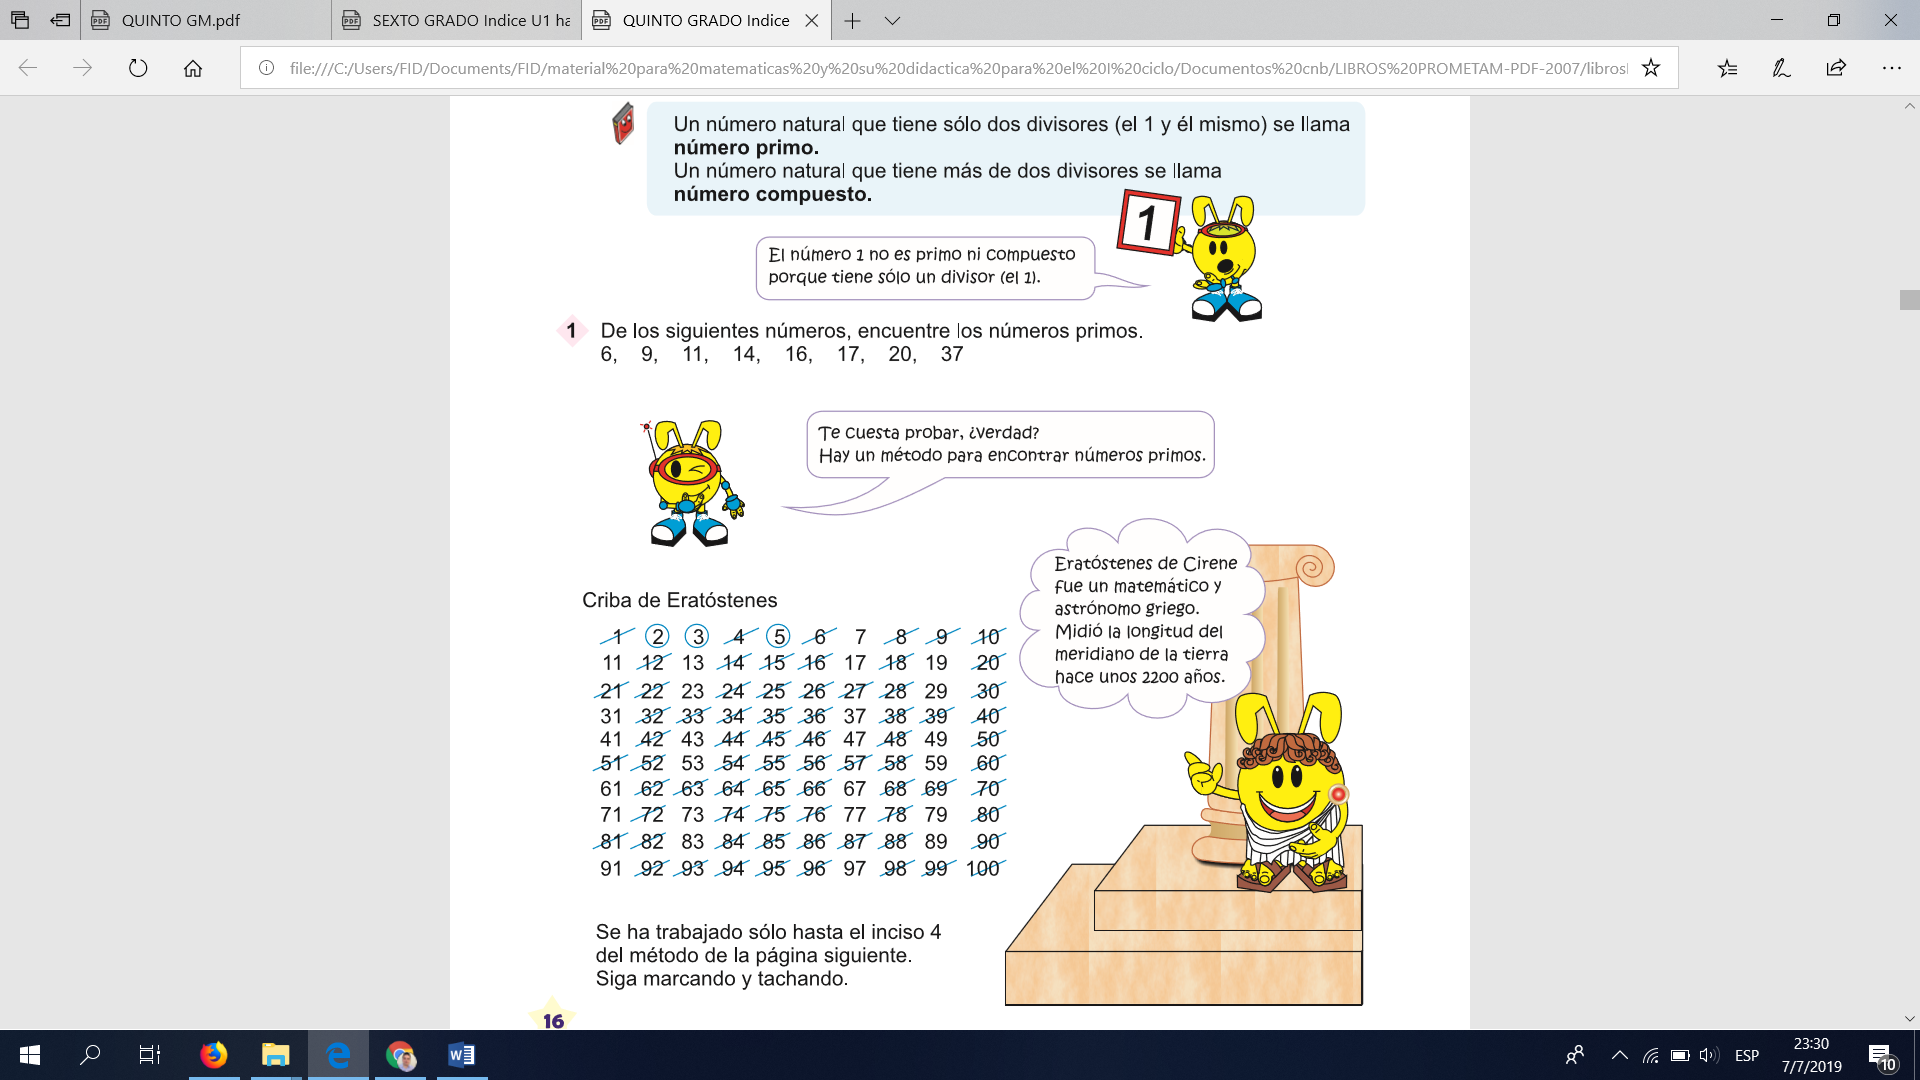 QUINTO GM.pdf
SEXTO GRADO Indice U1 ha
QUINTO GRADO Indice
file:///C:/Users/FID/Documents/FID/material%20para%20matematicas%20y%20su%20didactica%20para%20el%20I%20ciclo/Documentos%20cnb/LIBROS%20PROMETAM-PDF-2007/libros
Un número natural que tiene sólo dos divisores (el 1 y él mismo) se llama
número primo.
Un número natural que tiene más de dos divisores se llama
número compuesto.
1
El número 1 no es primo ni compuesto
porque tiene sólo un divisor (el 1).
1 De los siguientes números, encuentre los números primos.
6, 9, 11, 14, 16, 17, 20, 37
Te cuesta probar, ¿verdad?
Hay un método para encontrar números primos.
Eratóstenes de Cirene
fue un matemático y
astrónomo griego.
Midió la longitud del
meridiano de la tierra
hace unos 2200 años.
Criba de Eratóstenes
1 2 3 4 5 6 7 8 9 10
11 12 13 14 15 16 17 18 19 20
21 22 23 24 25 26 27 28 29 30
31 32 33 34 35 36 37 38 39 40
41 42 43 44 45 46 47 48 49 50
51 52 53 54 55 56 57 58 59 60
61 62 63 64 65 66 67 68 69 70
71 72 73 74 75 76 77 78 79 80
81 82 83 84 85 86 87 88 89 90
91 92 93 94 95 96 97 98 99 100
Se ha trabajado sólo hasta el inciso 4
del método de la página siguiente.
Siga marcando y tachando.
16
ESP
23:30
7/7/2019
10